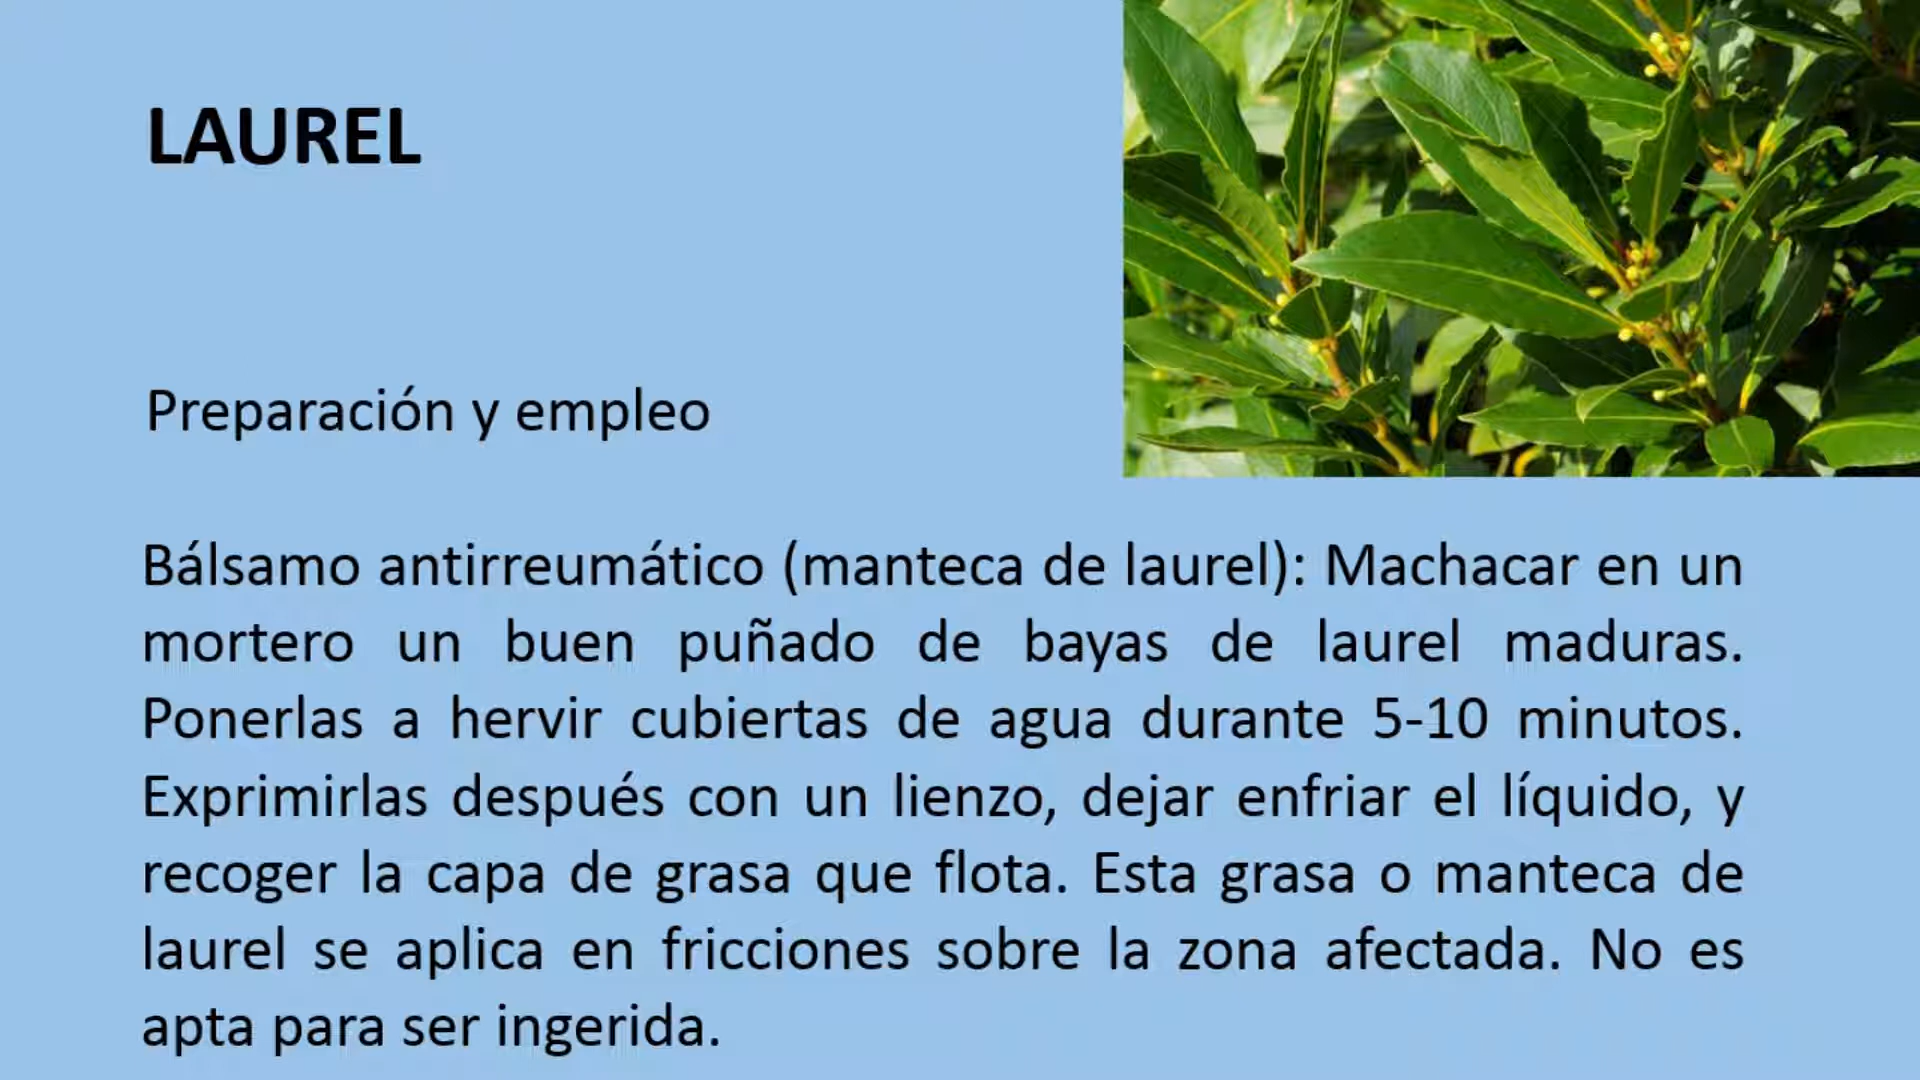 LAUREL
Preparación y empleo
Bálsamo antirreumático (manteca de laurel): Machacar en un
mortero un buen puñado de bayas de laurel maduras.
Ponerlas a hervir cubiertas de agua durante 5-10 minutos.
Exprimirlas después con un lienzo, dejar enfriar el líquido, y
recoger la capa de grasa que flota. Esta grasa o manteca de
laurel se aplica en fricciones sobre la zona afectada. No es
apta para ser ingerida.